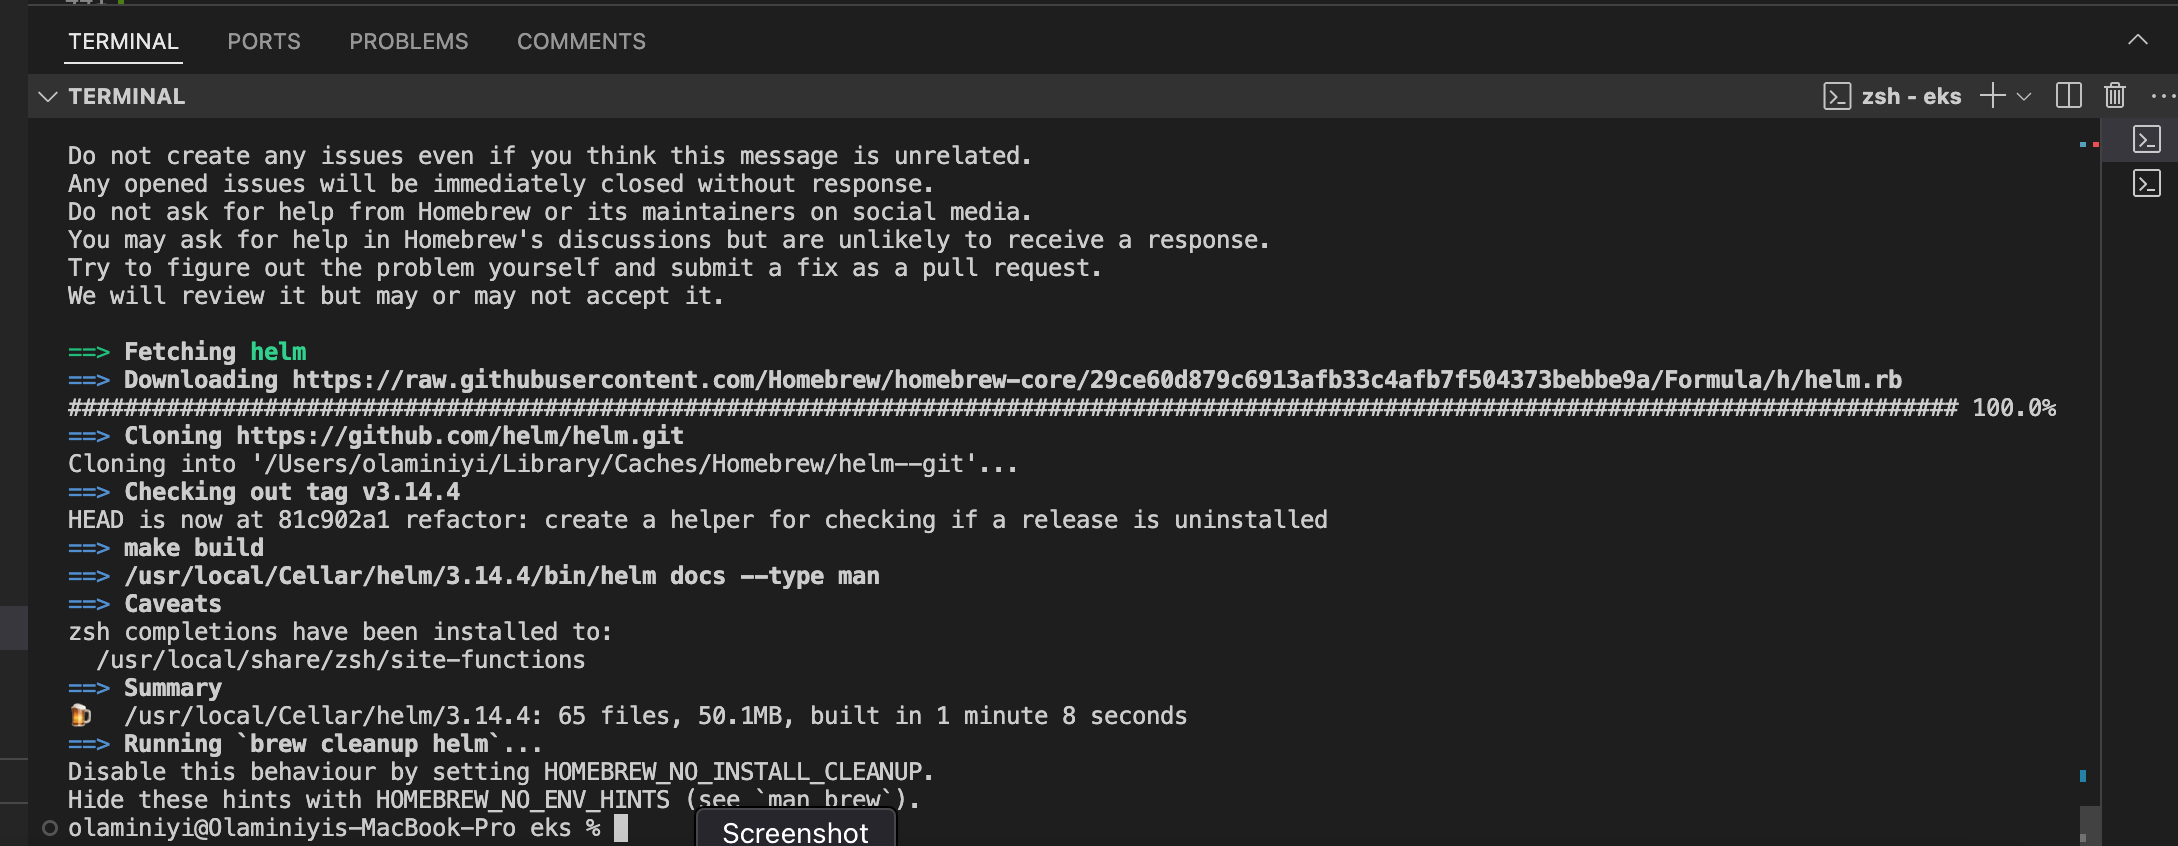 TERMINAL PORTS PROBLEMS COMMENTS
TERMINAL zsh - eks
Do not create any issues even if you think this message is unrelated.
Any opened issues will be immediately closed without response.
Do not ask for help from Homebrew or its maintainers on social media.
You may ask for help in Homebrew's discussions but are unlikely to receive a response.
Try to figure out the problem yourself and submit a fix as a pull request.
We will review it but may or may not accept it.
==> Fetching helm
==> Downloading https://raw.githubusercontent.com/Homebrew/homebrew-core/29ce60d879c6913afb33c4afb7f504373bebbe9a/Formula/h/helm.rb
####################################################################################################################################### 100.0%
==> Cloning https://github.com/helm/helm.git
Cloning into '/Users/olaminiyi/Library/Caches/Homebrew/helm--git'...
==> Checking out tag v3.14.4
HEAD is now at 81c902a1 refactor: create a helper for checking if a release is uninstalled
==> make build
==> /usr/local/Cellar/helm/3.14.4/bin/helm docs --type man
==> Caveats
zsh completions have been installed to:
  /usr/local/share/zsh/site-functions
==> Summary
🍺  /usr/local/Cellar/helm/3.14.4: 65 files, 50.1MB, built in 1 minute 8 seconds
==> Running `brew cleanup helm`...
Disable this behaviour by setting HOMEBREW_NO_INSTALL_CLEANUP.
Hide these hints with HOMEBREW_NO_ENV_HINTS (see `man brew`).
olaminiyi@Olaminiyis-MacBook-Pro eks %
Screenshot